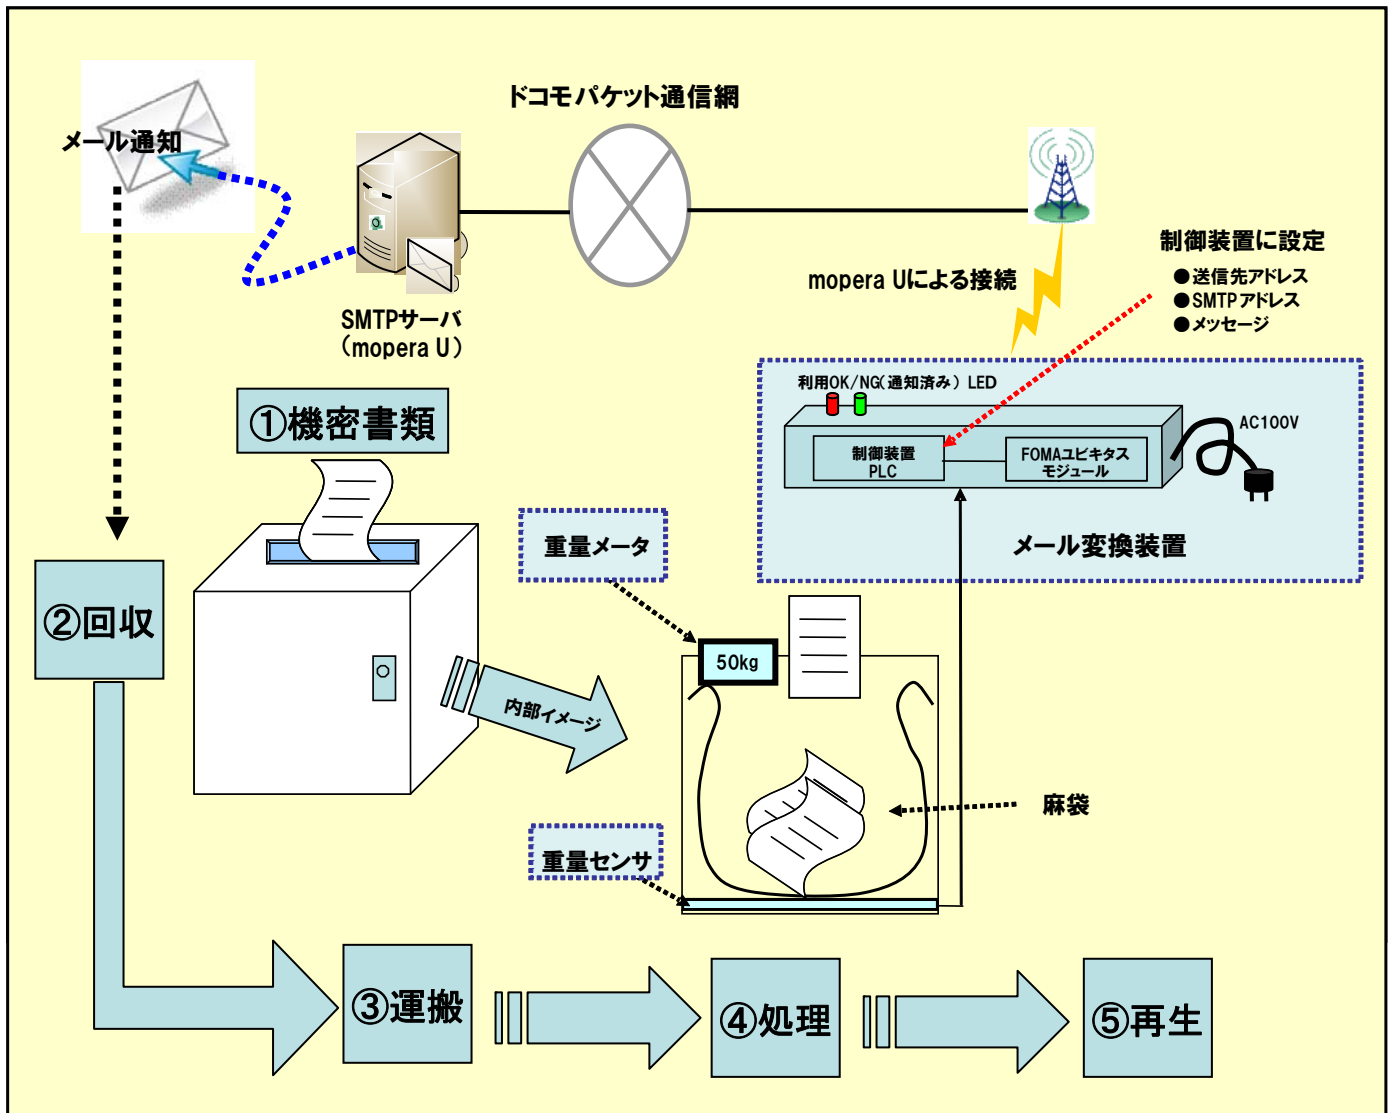 ドコモパケット通信網
メール通知
制御装置に設定
●送信先アドレス
●SMTPアドレス
●メッセージ
mopera Uによる接続
SMTPサーバ
（mopera U）
利用OK/NG(通知済み) LED
AC100V
制御装置
PLC
FOMAユビキタス
モジュール
メール変換装置
①機密書類
重量メータ
②回収
50kg
内部イメージ
麻袋
重量センサ
③運搬
④処理
⑤再生